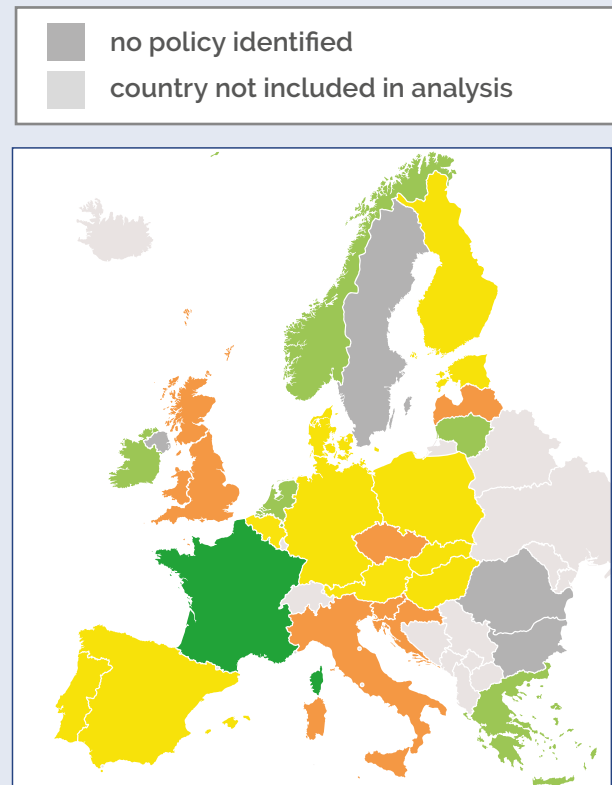 no policy identified
country not included in analysis